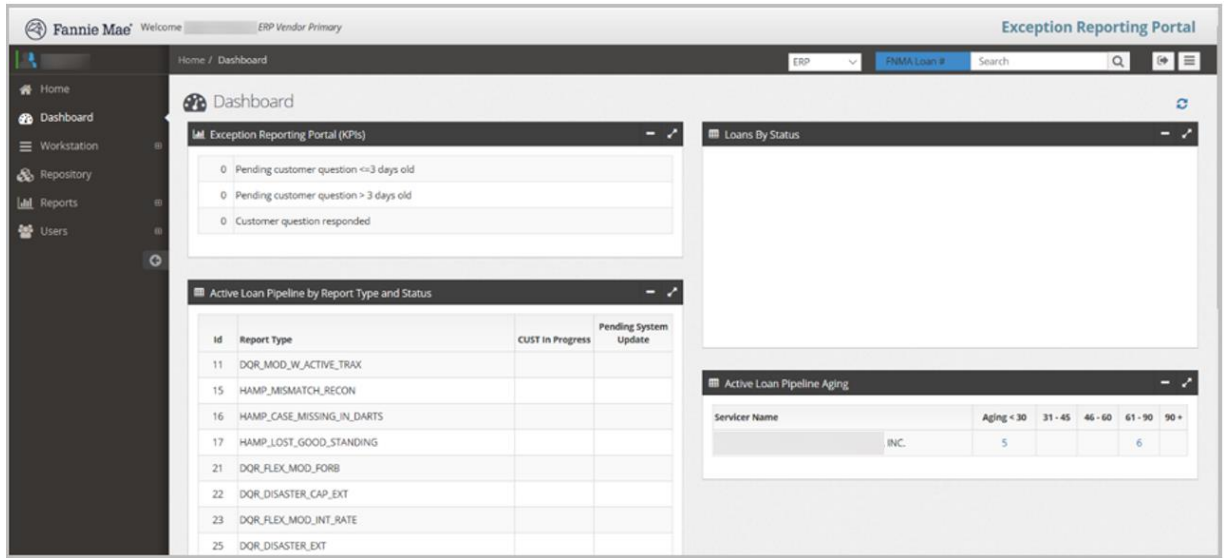 Fannie Mae® Welcome ERP Vendor Primary
Exception Reporting Portal
Home / Dashboard
ERP
FNMA Loan #
Search
Home
Dashboard
Workstation
Repository
Reports
Users
Dashboard
Exception Reporting Portal (KPIs)
0 Pending customer question <=3 days old
0 Pending customer question > 3 days old
0 Customer question responded
Active Loan Pipeline by Report Type and Status
Id Report Type CUST In Progress Pending System Update
11 DQR_MOD_W_ACTIVE_TRAX
15 HAMP_MISMATCH_RECON
16 HAMP_CASE_MISSING_IN_DARTS
17 HAMP_LOST_GOOD_STANDING
21 DQR_FLEX_MOD_FORB
22 DQR_DISASTER_CAP_EXT
23 DQR_FLEX_MOD_INT_RATE
25 DQR_DISASTER_EXT
Loans By Status
Active Loan Pipeline Aging
Servicer Name Aging < 30 31 - 45 46 - 60 61 - 90 90 +
INC. 5 6